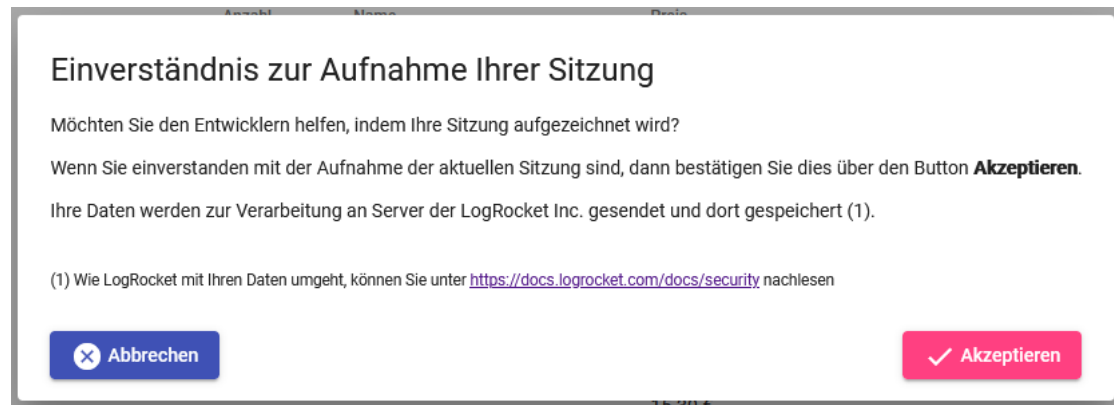 Anzahl Name Preis
Einverständnis zur Aufnahme Ihrer Sitzung
Möchten Sie den Entwicklern helfen, indem Ihre Sitzung aufgezeichnet wird?
Wenn Sie einverstanden mit der Aufnahme der aktuellen Sitzung sind, dann bestätigen Sie dies über den Button Akzeptieren.
Ihre Daten werden zur Verarbeitung an Server der LogRocket Inc. gesendet und dort gespeichert (1).
(1) Wie LogRocket mit Ihren Daten umgeht, können Sie unter https://docs.logrocket.com/docs/security nachlesen
Abbrechen Akzeptieren